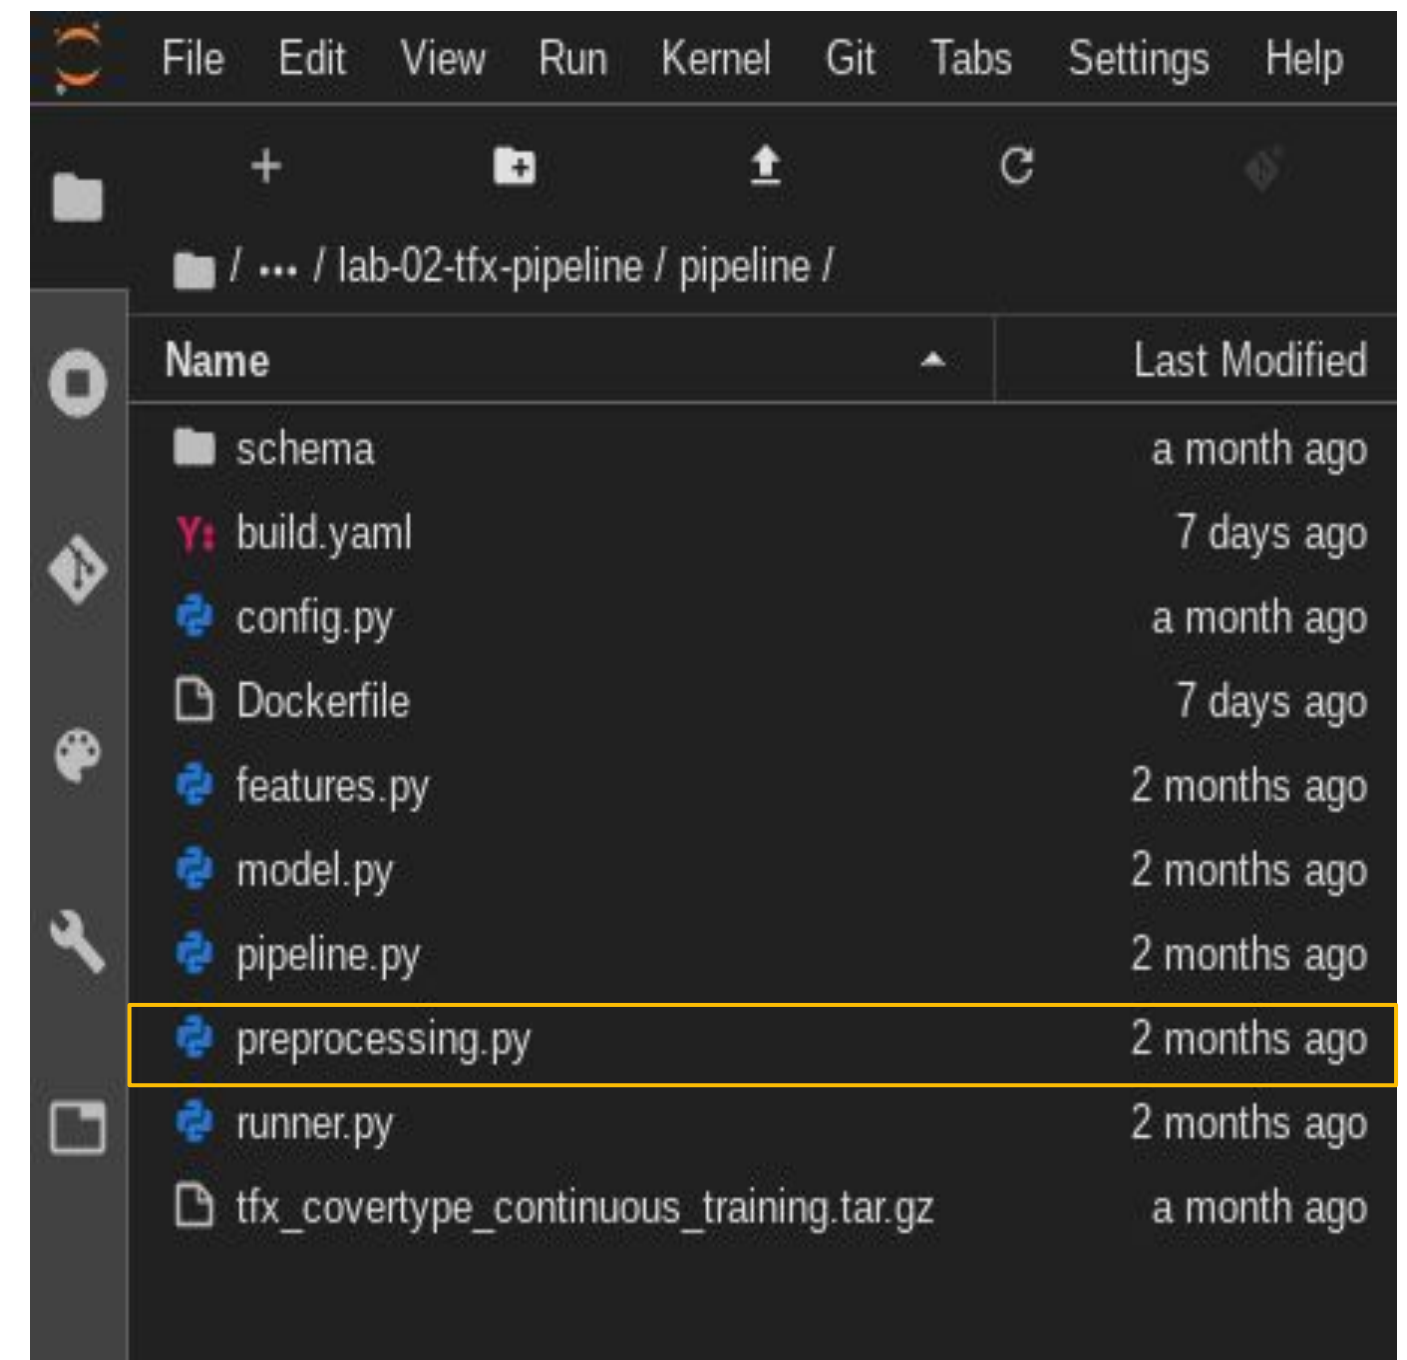 File Edit View Run Kernel Git Tabs Settings Help
/ ··· / lab-02-tfx-pipeline / pipeline /
Name Last Modified
schema a month ago
Y: build.yaml 7 days ago
config.py a month ago
Dockerfile 7 days ago
features.py 2 months ago
model.py 2 months ago
pipeline.py 2 months ago
preprocessing.py 2 months ago
runner.py 2 months ago
tfx_covertype_continuous_training.tar.gz a month ago